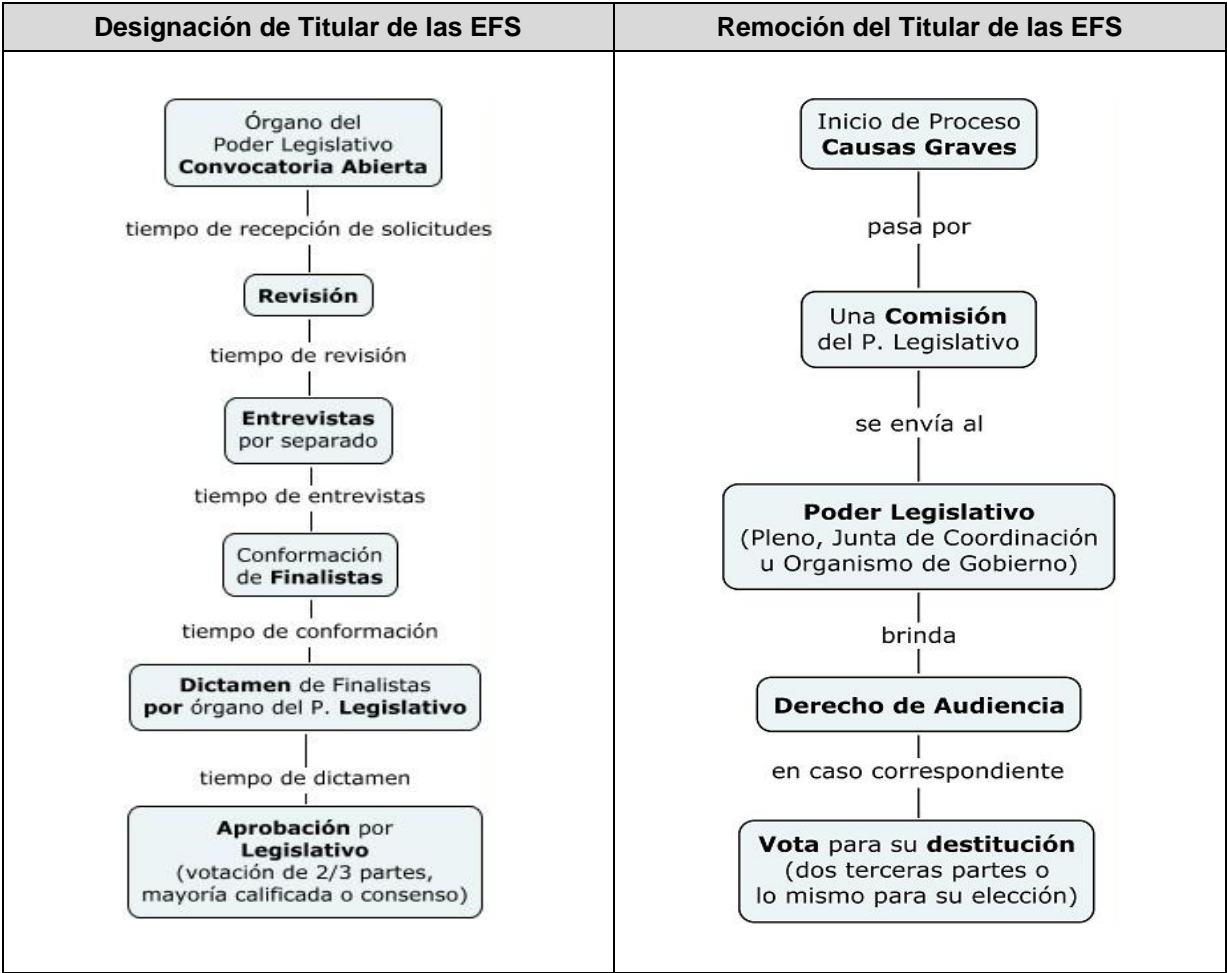 Designación de Titular de las EFS
Órgano del
Poder Legislativo
Convocatoria Abierta
tiempo de recepción de solicitudes
Revisión
tiempo de revisión
Entrevistas
por separado
tiempo de entrevistas
Conformación
de Finalistas
tiempo de conformación
Dictamen de Finalistas
por órgano del P. Legislativo
tiempo de dictamen
Aprobación por
Legislativo
(votación de 2/3 partes,
mayoría calificada o consenso)
Remoción del Titular de las EFS
Inicio de Proceso
Causas Graves
pasa por
Una Comisión
del P. Legislativo
se envía al
Poder Legislativo
(Pleno, Junta de Coordinación
u Organismo de Gobierno)
brinda
Derecho de Audiencia
en caso correspondiente
Vota para su destitución
(dos terceras partes o
lo mismo para su elección)